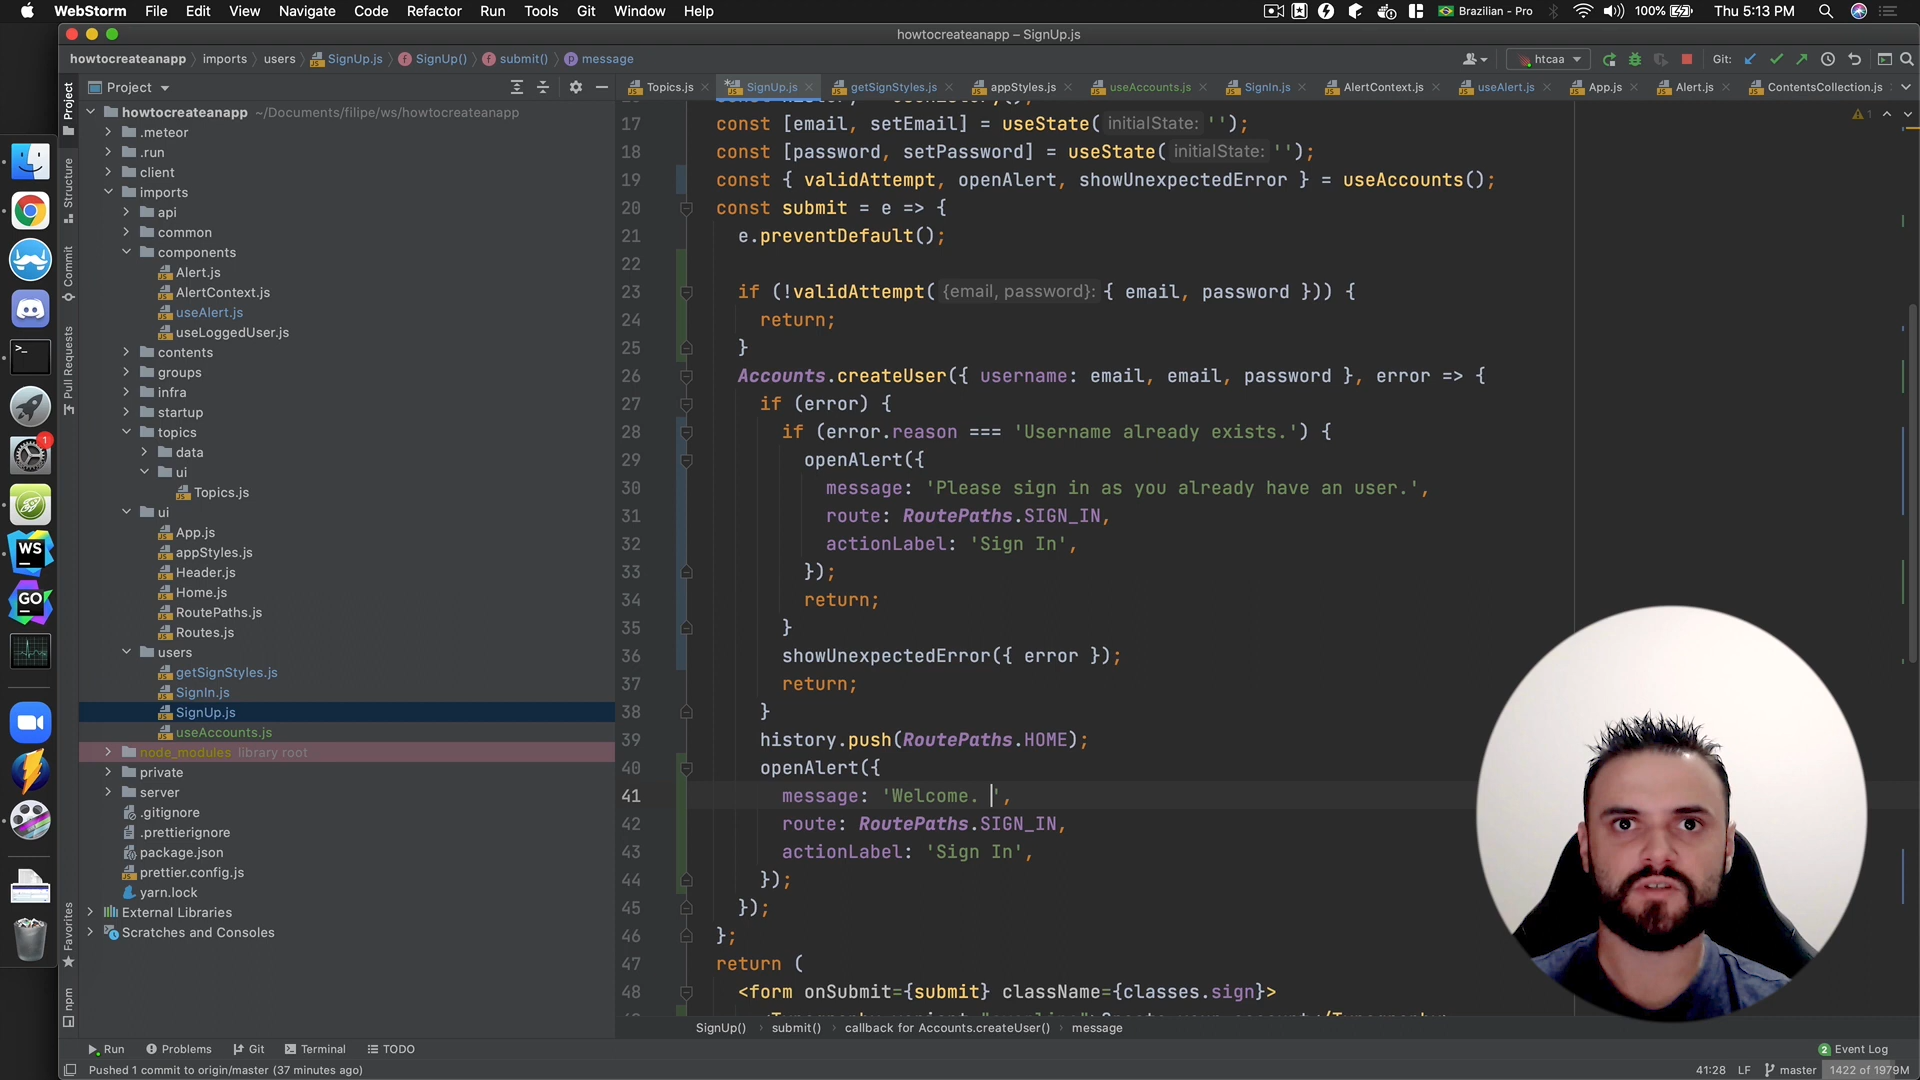 WebStorm File Edit View Navigate Code Refactor Run Tools Git Window Help
Brazilian - Pro 100% Thu 5:13 PM
howtocreateanapp – SignUp.js
howtocreateanapp imports users SignUp.js SignUp() submit() message
htcaa Git:
Project
Topics.js SignUp.js getSignStyles.js appStyles.js useAccounts.js SignIn.js AlertContext.js useAlert.js App.js Alert.js ContentsCollection.js
Project
Structure
Commit
Pull Requests
Favorites
npm
howtocreateanapp ~/Documents/filipe/ws/howtocreateanapp
.meteor
.run
client
imports
api
common
components
Alert.js
AlertContext.js
useAlert.js
useLoggedUser.js
contents
groups
infra
startup
topics
data
ui
Topics.js
ui
App.js
appStyles.js
Header.js
Home.js
RoutePaths.js
Routes.js
users
getSignStyles.js
SignIn.js
SignUp.js
useAccounts.js
node_modules library root
private
server
.gitignore
.prettierignore
package.json
prettier.config.js
yarn.lock
External Libraries
Scratches and Consoles
1
17 const [email, setEmail] = useState( initialState: '');
18 const [password, setPassword] = useState( initialState: '');
19 const { validAttempt, openAlert, showUnexpectedError } = useAccounts();
20 const submit = e => {
21 e.preventDefault();
22
23 if (!validAttempt( {email, password}: { email, password })) {
24 return;
25 }
26 Accounts.createUser({ username: email, email, password }, error => {
27 if (error) {
28 if (error.reason === 'Username already exists.') {
29 openAlert({
30 message: 'Please sign in as you already have an user.',
31 route: RoutePaths.SIGN_IN,
32 actionLabel: 'Sign In',
33 });
34 return;
35 }
36 showUnexpectedError({ error });
37 return;
38 }
39 history.push(RoutePaths.HOME);
40 openAlert({
41 message: 'Welcome. ',
42 route: RoutePaths.SIGN_IN,
43 actionLabel: 'Sign In',
44 });
45 });
46 };
47 return (
48 <form onSubmit={submit} className={classes.sign}>
SignUp() submit() callback for Accounts.createUser() message
Run Problems Git Terminal TODO 2 Event Log
Pushed 1 commit to origin/master (37 minutes ago) 41:28 LF master 1422 of 1979M
1
WS
GO